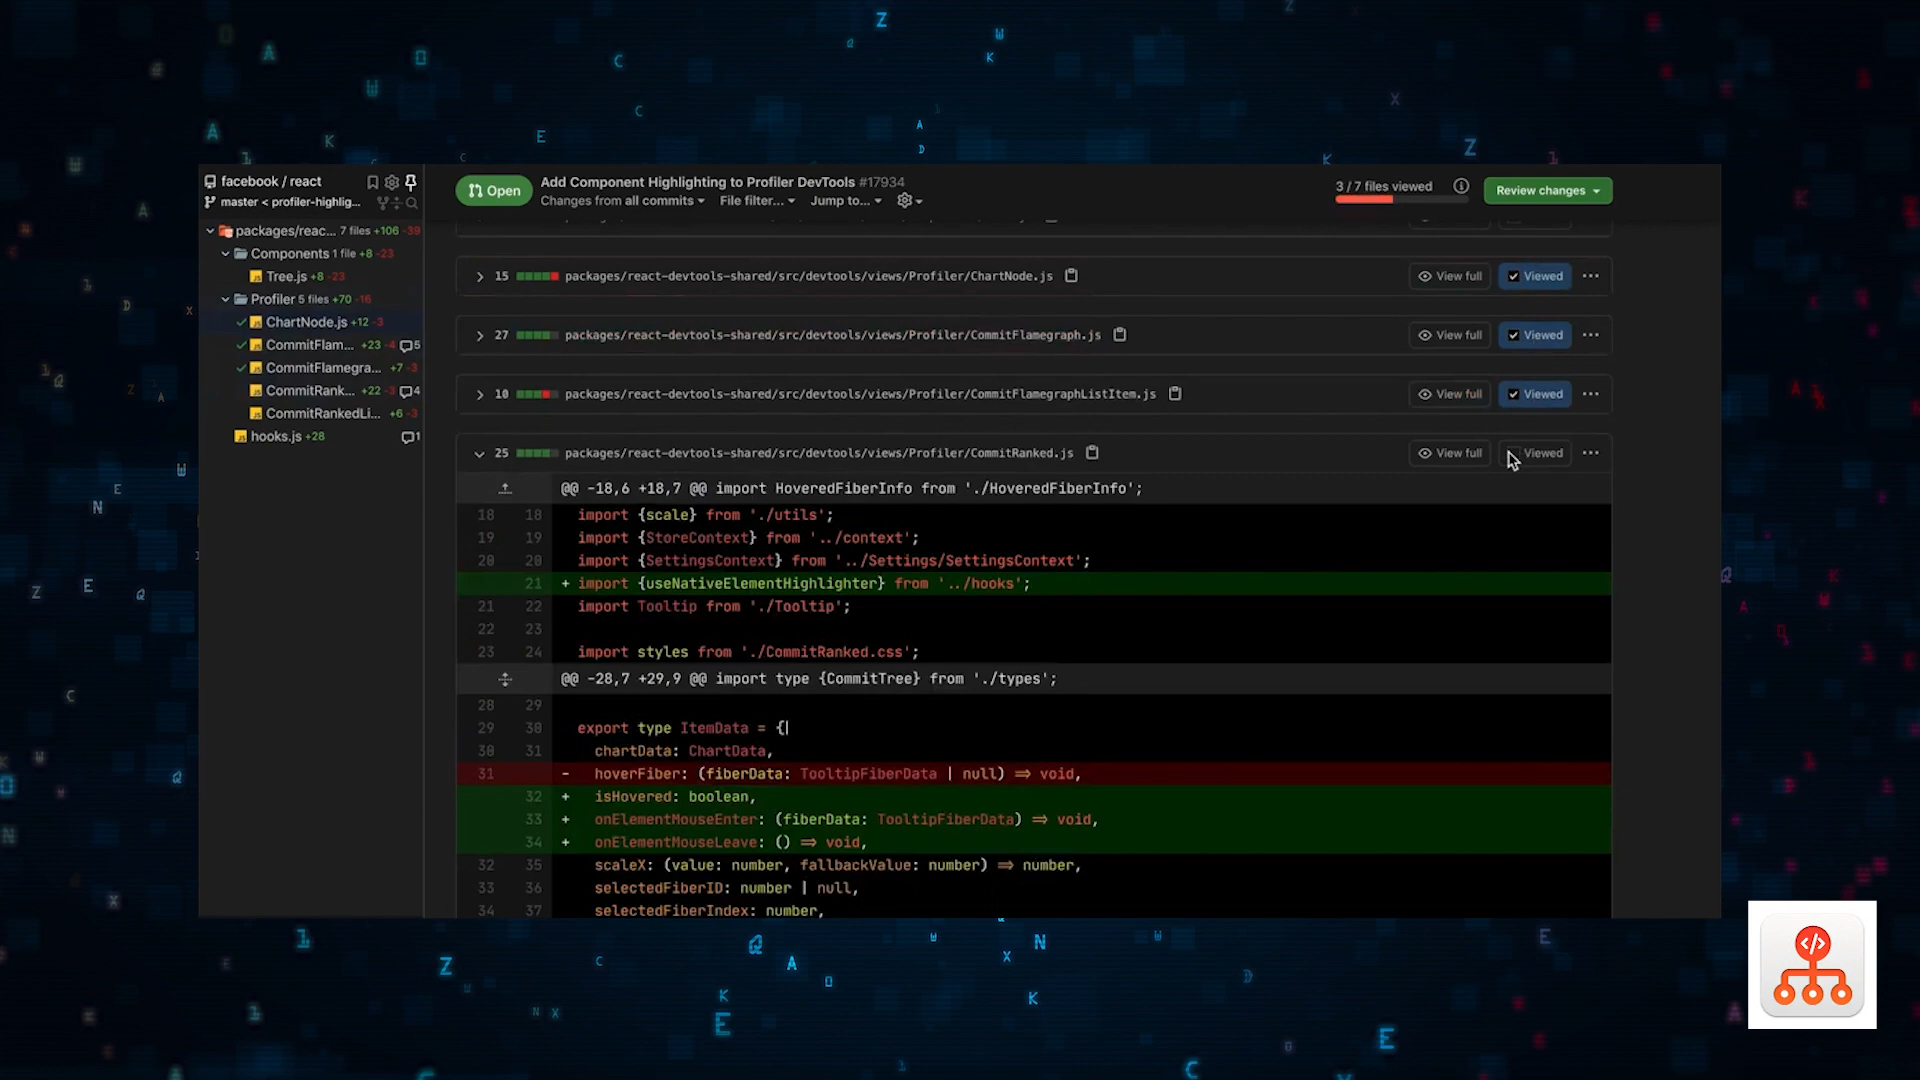 facebook / react
master < profiler-highlig...
packages/reac... 7 files +106 -39
Components 1 file +8 -23
Tree.js +8 -23
Profiler 5 files +70 -16
ChartNode.js +12 -3
CommitFlam... +23 -4 5
CommitFlamegra... +7 -3
CommitRank... +22 -3 4
CommitRankedLi... +6 -3
hooks.js +28 1
Open
Add Component Highlighting to Profiler DevTools #17934
Changes from all commits File filter... Jump to...
3 / 7 files viewed
Review changes
15 packages/react-devtools-shared/src/devtools/views/Profiler/ChartNode.js View full Viewed
27 packages/react-devtools-shared/src/devtools/views/Profiler/CommitFlamegraph.js View full Viewed
10 packages/react-devtools-shared/src/devtools/views/Profiler/CommitFlamegraphListItem.js View full Viewed
25 packages/react-devtools-shared/src/devtools/views/Profiler/CommitRanked.js View full Viewed
@@ -18,6 +18,7 @@ import HoveredFiberInfo from './HoveredFiberInfo';
18 18 import {scale} from './utils';
19 19 import {StoreContext} from '../context';
20 20 import {SettingsContext} from '../Settings/SettingsContext';
21 + import {useNativeElementHighlighter} from '../hooks';
21 22 import Tooltip from './Tooltip';
22 23
23 24 import styles from './CommitRanked.css';
@@ -28,7 +29,9 @@ import type {CommitTree} from './types';
28 29
29 30 export type ItemData = {|
30 31 chartData: ChartData,
31 - hoverFiber: (fiberData: TooltipFiberData | null) => void,
32 + isHovered: boolean,
33 + onElementMouseEnter: (fiberData: TooltipFiberData) => void,
34 + onElementMouseLeave: () => void,
32 35 scaleX: (value: number, fallbackValue: number) => number,
33 36 selectedFiberID: number | null,
34 37 selectedFiberIndex: number,